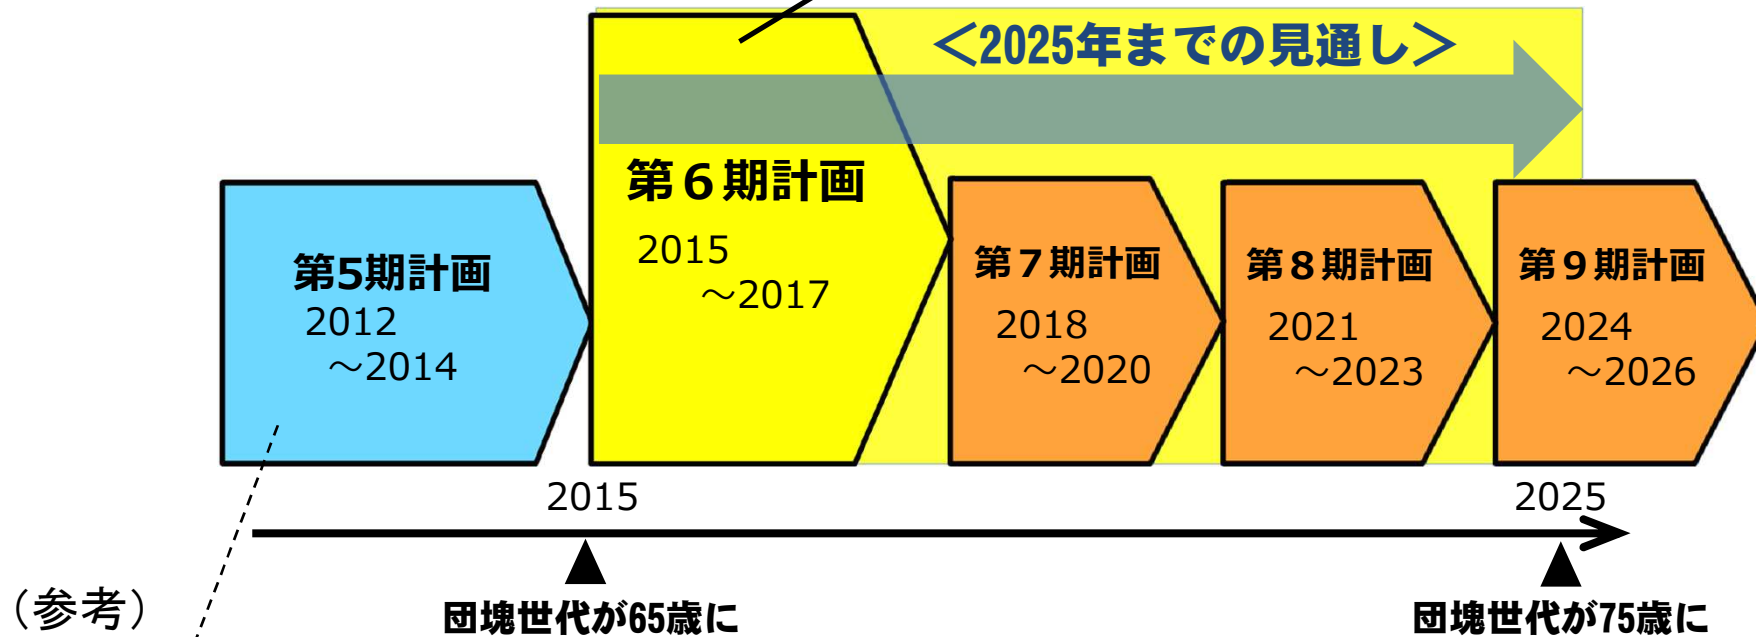 ＜2025年までの見通し＞
第５期計画
2012
～2014
第６期計画
2015
～2017
第７期計画
2018
～2020
第８期計画
2021
～2023
第９期計画
2024
～2026
2015
2025
団塊世代が65歳に
団塊世代が75歳に
（参考）